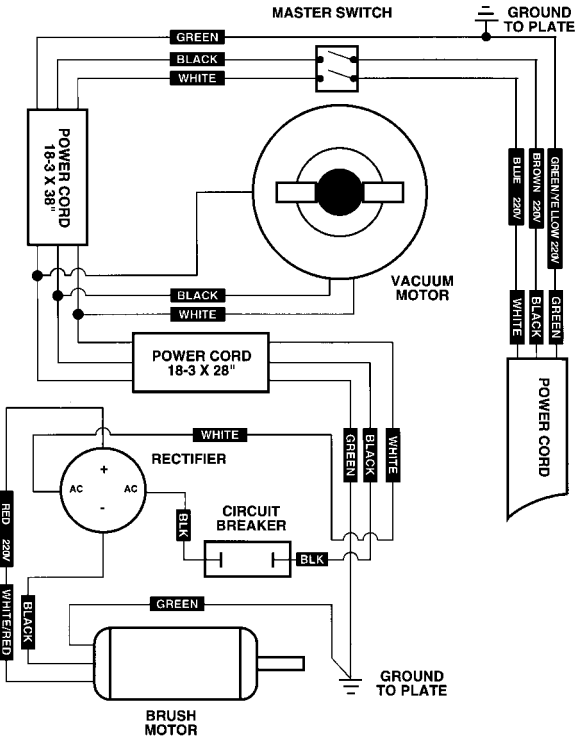 MASTER SWITCH
GROUND
TO PLATE
GREEN
BLACK
WHITE
POWER CORD
18-3 X 38"
BLUE 220V
BROWN 220V
GREEN/YELLOW 220V
VACUUM
MOTOR
BLACK
WHITE
WHITE
BLACK
GREEN
POWER CORD
18-3 X 28"
POWER CORD
WHITE
RECTIFIER
GREEN
BLACK
WHITE
+
AC
AC
-
RED 220V
BLK
CIRCUIT
BREAKER
BLK
WHITE/RED
BLACK
GREEN
GROUND
TO PLATE
BRUSH
MOTOR